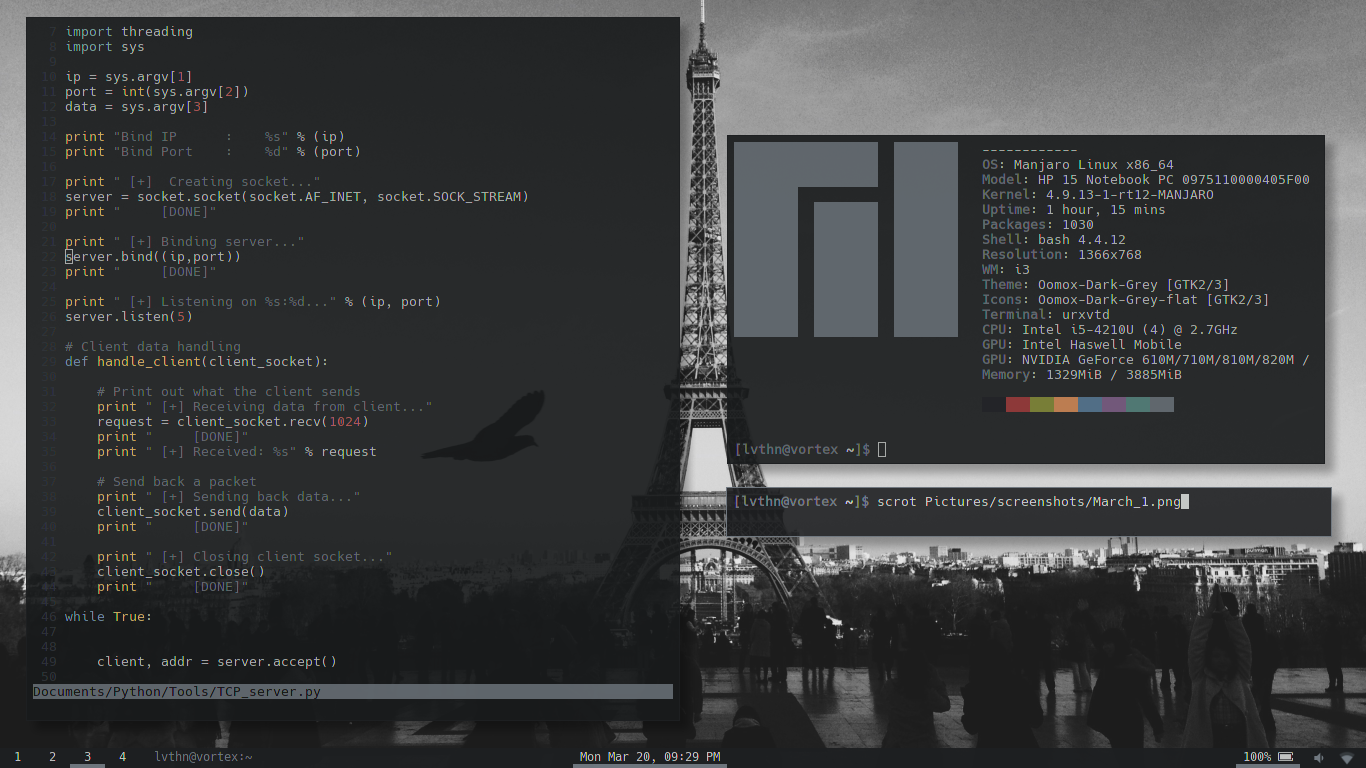 7 import threading
8 import sys
9
10 ip = sys.argv[1]
11 port = int(sys.argv[2])
12 data = sys.argv[3]
13
14 print "Bind IP      :    %s" % (ip)
15 print "Bind Port    :    %d" % (port)
16
17 print " [+]  Creating socket..."
18 server = socket.socket(socket.AF_INET, socket.SOCK_STREAM)
19 print "     [DONE]"
20
21 print " [+] Binding server..."
22 server.bind((ip,port))
23 print "     [DONE]"
24
25 print " [+] Listening on %s:%d..." % (ip, port)
26 server.listen(5)
27
28 # Client data handling
29 def handle_client(client_socket):
30
31     # Print out what the client sends
32     print " [+] Receiving data from client..."
33     request = client_socket.recv(1024)
34     print "     [DONE]"
35     print " [+] Received: %s" % request
36
37     # Send back a packet
38     print " [+] Sending back data..."
39     client_socket.send(data)
40     print "     [DONE]"
41
42     print " [+] Closing client socket..."
43     client_socket.close()
44     print "     [DONE]"
45
46 while True:
47
48
49     client, addr = server.accept()
50
Documents/Python/Tools/TCP_server.py
------------
OS: Manjaro Linux x86_64
Model: HP 15 Notebook PC 0975110000405F00
Kernel: 4.9.13-1-rt12-MANJARO
Uptime: 1 hour, 15 mins
Packages: 1030
Shell: bash 4.4.12
Resolution: 1366x768
WM: i3
Theme: Oomox-Dark-Grey [GTK2/3]
Icons: Oomox-Dark-Grey-flat [GTK2/3]
Terminal: urxvtd
CPU: Intel i5-4210U (4) @ 2.7GHz
GPU: Intel Haswell Mobile
GPU: NVIDIA GeForce 610M/710M/810M/820M /
Memory: 1329MiB / 3885MiB
[lvthn@vortex ~]$
[lvthn@vortex ~]$ scrot Pictures/screenshots/March_1.png
1 2 3 4 lvthn@vortex:~
Mon Mar 20, 09:29 PM
100%